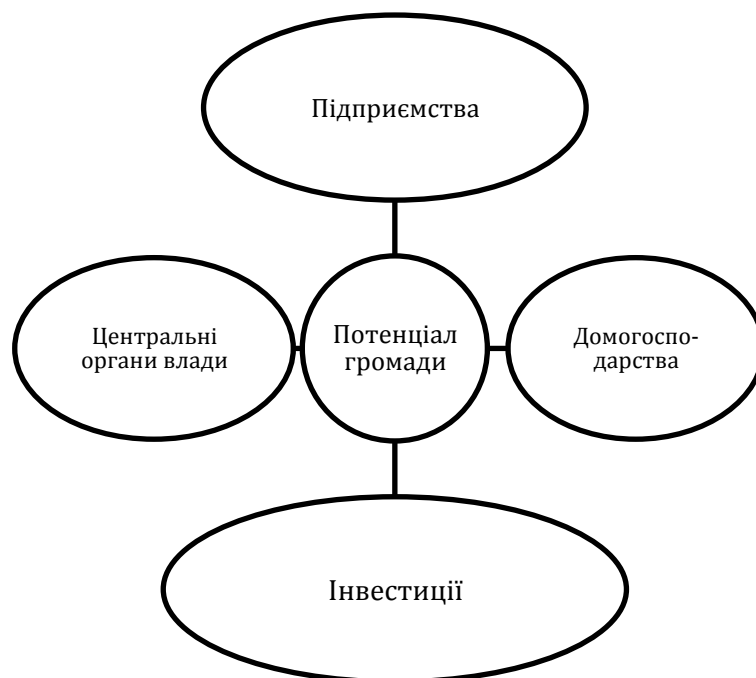 Підприємства
Центральні
органи влади
Потенціал
громади
Домогоспо-
дарства
Інвестиції